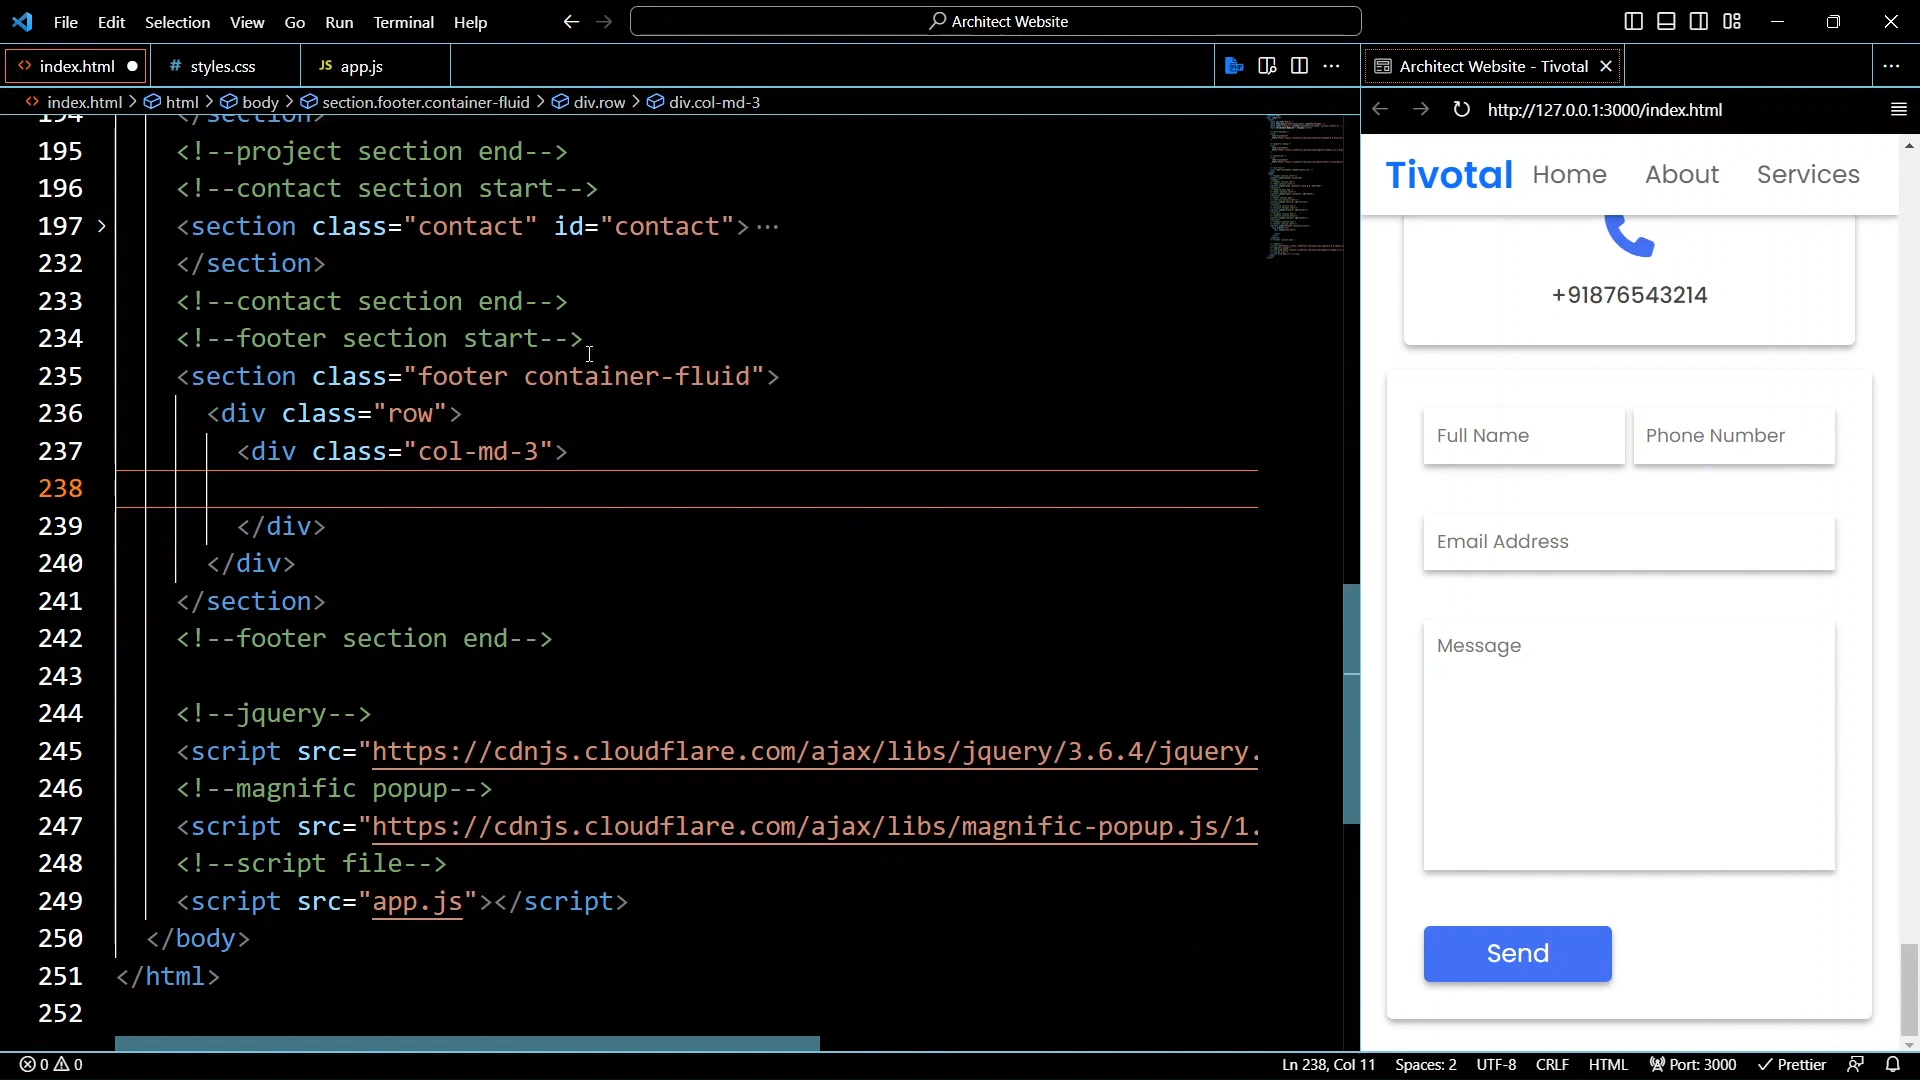 File Edit Selection View Go Run Terminal Help
Architect Website
<> index.html
# styles.css
JS app.js
Architect Website - Tivotal
<> index.html > html > body > section.footer.container-fluid > div.row > div.col-md-3
http://127.0.0.1:3000/index.html
194 </section>
195 <!--project section end-->
196 <!--contact section start-->
197 > <section class="contact" id="contact">···
232 </section>
233 <!--contact section end-->
234 <!--footer section start-->
235 <section class="footer container-fluid">
236 <div class="row">
237 <div class="col-md-3">
238
239 </div>
240 </div>
241 </section>
242 <!--footer section end-->
243
244 <!--jquery-->
245 <script src="https://cdnjs.cloudflare.com/ajax/libs/jquery/3.6.4/jquery.
246 <!--magnific popup-->
247 <script src="https://cdnjs.cloudflare.com/ajax/libs/magnific-popup.js/1.
248 <!--script file-->
249 <script src="app.js"></script>
250 </body>
251 </html>
252
Tivotal Home About Services
+91876543214
Full Name Phone Number
Email Address
Message
Send
0 0
Ln 238, Col 11 Spaces: 2 UTF-8 CRLF HTML Port: 3000 Prettier